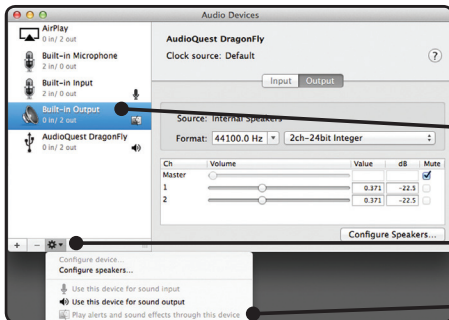 Audio Devices
AirPlay
0 in/ 2 out
Built-in Microphone
2 in/ 0 out
Built-in Input
2 in/ 0 out
Built-in Output
0 in/ 2 out
AudioQuest DragonFly
0 in/ 2 out
AudioQuest DragonFly
Clock source: Default
?
Input Output
Source: Internal Speakers
Format: 44100.0 Hz 2ch-24bit Integer
Ch Volume Value dB Mute
Master
1 0.371 -22.5
2 0.371 -22.5
Configure Speakers...
+ −
Configure device...
Configure speakers...
Use this device for sound input
Use this device for sound output
Play alerts and sound effects through this device